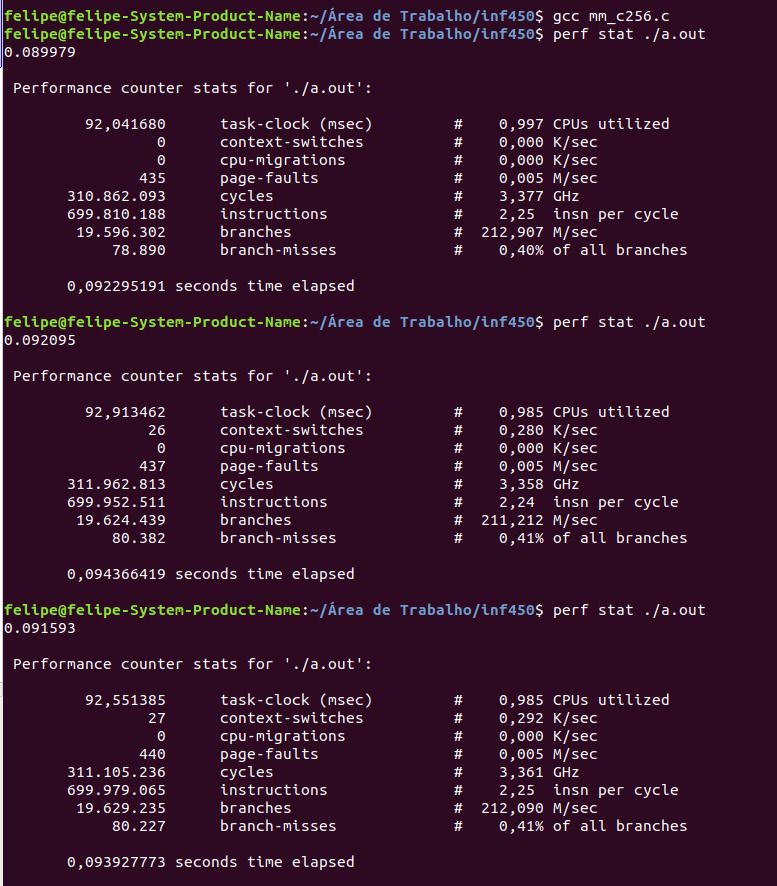 felipe@felipe-System-Product-Name:~/Área de Trabalho/inf450$ gcc mm_c256.c
felipe@felipe-System-Product-Name:~/Área de Trabalho/inf450$ perf stat ./a.out
0.089979
Performance counter stats for './a.out':
92,041680 task-clock (msec) # 0,997 CPUs utilized
0 context-switches # 0,000 K/sec
0 cpu-migrations # 0,000 K/sec
435 page-faults # 0,005 M/sec
310.862.093 cycles # 3,377 GHz
699.810.188 instructions # 2,25 insn per cycle
19.596.302 branches # 212,907 M/sec
78.890 branch-misses # 0,40% of all branches
0,092295191 seconds time elapsed
felipe@felipe-System-Product-Name:~/Área de Trabalho/inf450$ perf stat ./a.out
0.092095
Performance counter stats for './a.out':
92,913462 task-clock (msec) # 0,985 CPUs utilized
26 context-switches # 0,280 K/sec
0 cpu-migrations # 0,000 K/sec
437 page-faults # 0,005 M/sec
311.962.813 cycles # 3,358 GHz
699.952.511 instructions # 2,24 insn per cycle
19.624.439 branches # 211,212 M/sec
80.382 branch-misses # 0,41% of all branches
0,094366419 seconds time elapsed
felipe@felipe-System-Product-Name:~/Área de Trabalho/inf450$ perf stat ./a.out
0.091593
Performance counter stats for './a.out':
92,551385 task-clock (msec) # 0,985 CPUs utilized
27 context-switches # 0,292 K/sec
0 cpu-migrations # 0,000 K/sec
440 page-faults # 0,005 M/sec
311.105.236 cycles # 3,361 GHz
699.979.065 instructions # 2,25 insn per cycle
19.629.235 branches # 212,090 M/sec
80.227 branch-misses # 0,41% of all branches
0,093927773 seconds time elapsed